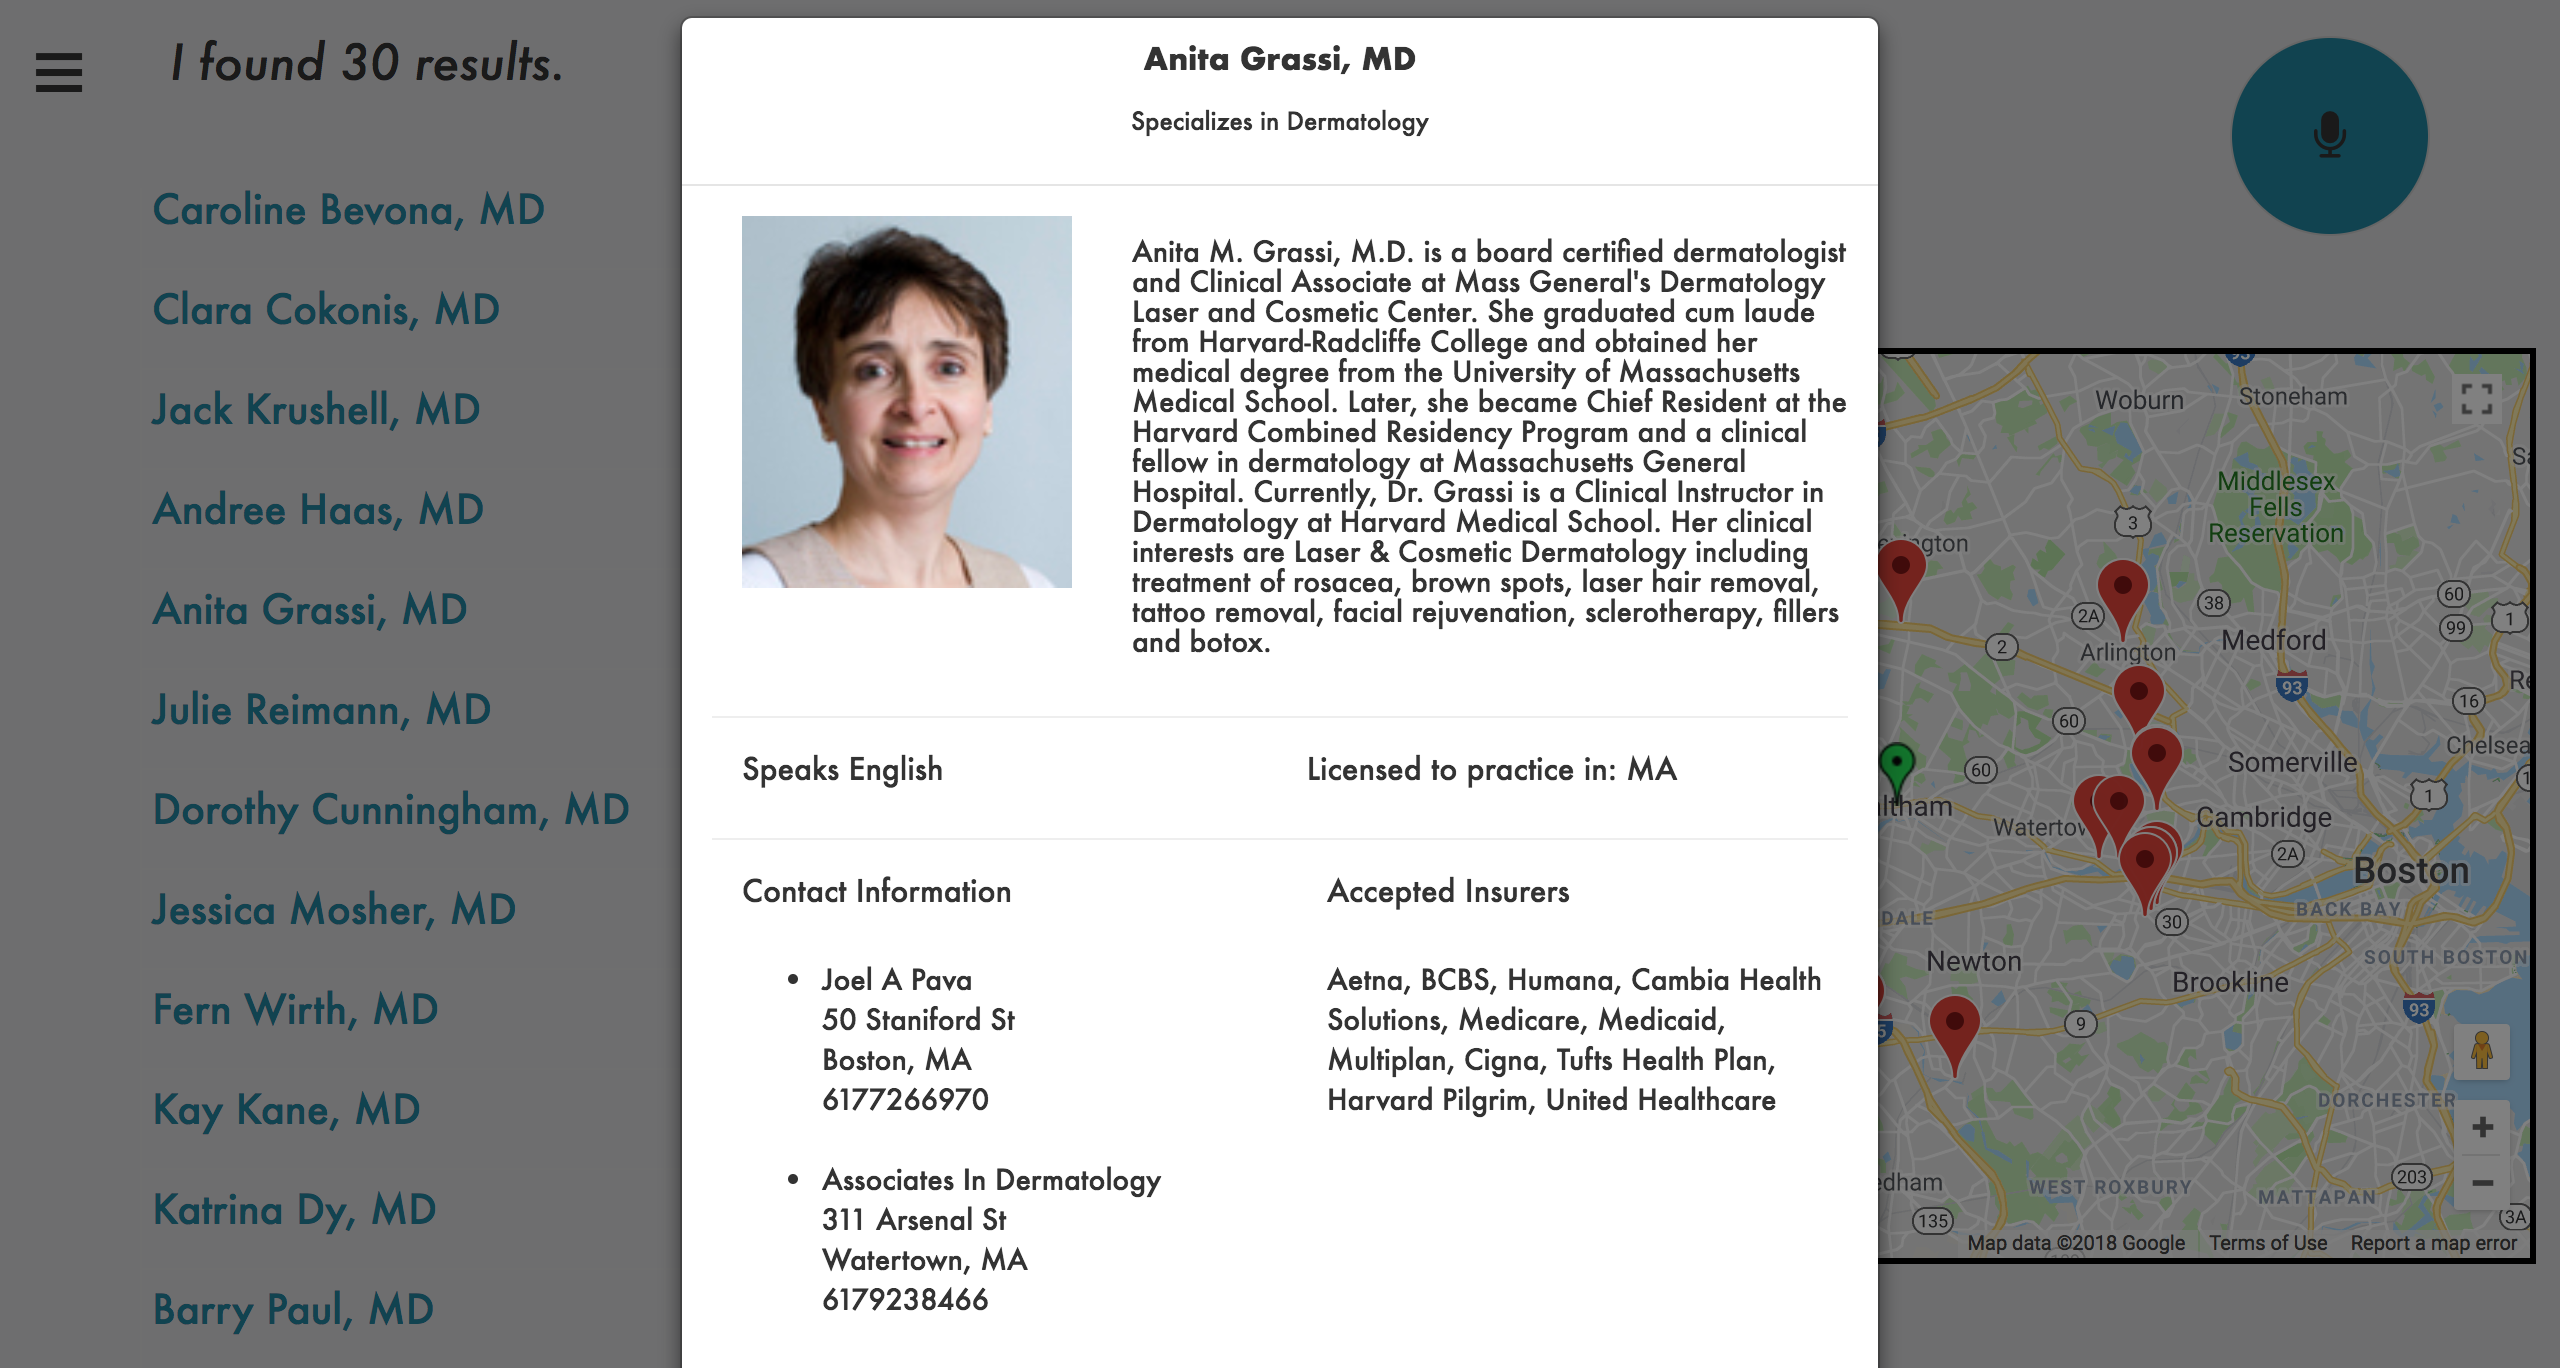 I found 30 results.
Caroline Bevona, MD
Clara Cokonis, MD
Jack Krushell, MD
Andree Haas, MD
Anita Grassi, MD
Julie Reimann, MD
Dorothy Cunningham, MD
Jessica Mosher, MD
Fern Wirth, MD
Kay Kane, MD
Katrina Dy, MD
Barry Paul, MD
Anita Grassi, MD
Specializes in Dermatology
Anita M. Grassi, M.D. is a board certified dermatologist
and Clinical Associate at Mass General's Dermatology
Laser and Cosmetic Center. She graduated cum laude
from Harvard-Radcliffe College and obtained her
medical degree from the University of Massachusetts
Medical School. Later, she became Chief Resident at the
Harvard Combined Residency Program and a clinical
fellow in dermatology at Massachusetts General
Hospital. Currently, Dr. Grassi is a Clinical Instructor in
Dermatology at Harvard Medical School. Her clinical
interests are Laser & Cosmetic Dermatology including
treatment of rosacea, brown spots, laser hair removal,
tattoo removal, facial rejuvenation, sclerotherapy, fillers
and botox.
Speaks English
Licensed to practice in: MA
Contact Information
• Joel A Pava
50 Staniford St
Boston, MA
6177266970
• Associates In Dermatology
311 Arsenal St
Watertown, MA
6179238466
Accepted Insurers
Aetna, BCBS, Humana, Cambia Health
Solutions, Medicare, Medicaid,
Multiplan, Cigna, Tufts Health Plan,
Harvard Pilgrim, United Healthcare
Woburn
Stoneham
93
Middlesex
Fells
Reservation
3
60
38
2A
1
99
2
Medford
Arlington
93
16
60
Chelsea
Somerville
60
1
Cambridge
2A
Boston
BACK BAY
30
SOUTH BOSTON
Newton
Brookline
93
9
DORCHESTER
203
WEST ROXBURY
MATTAPAN
135
3A
Map data ©2018 Google
Terms of Use
Report a map error